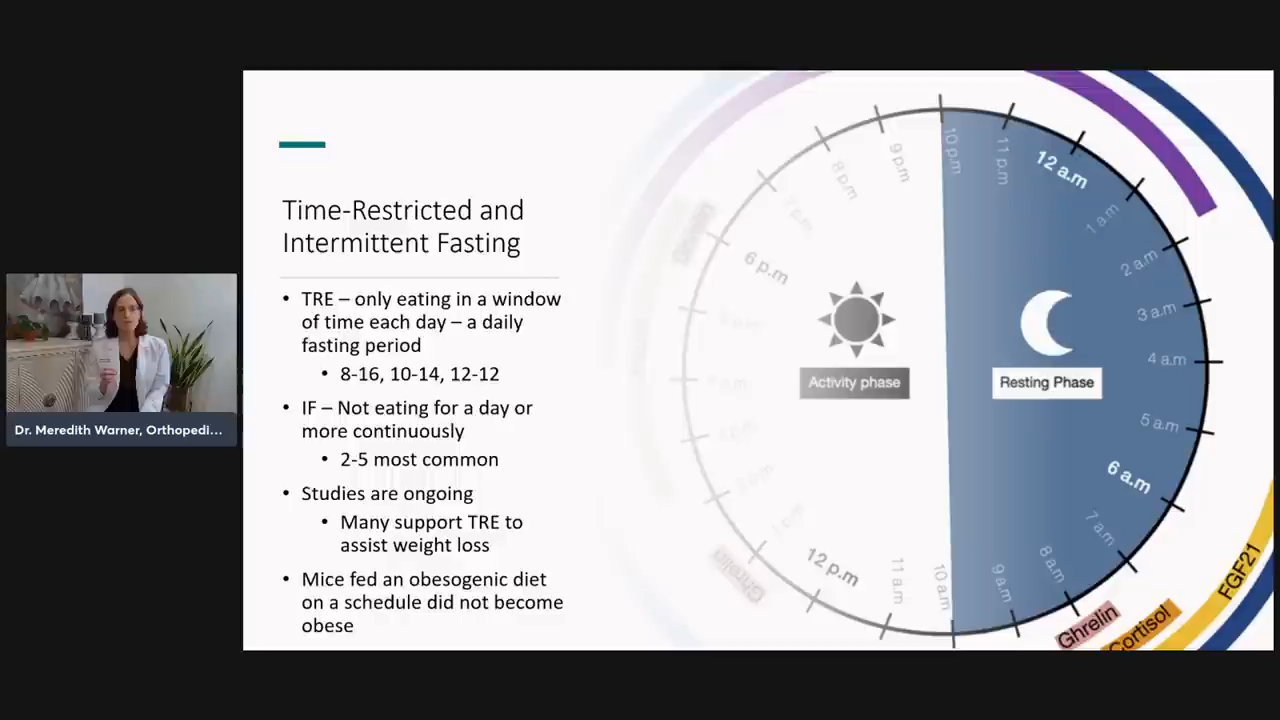 Time-Restricted and
Intermittent Fasting
• TRE – only eating in a window
of time each day – a daily
fasting period
• 8-16, 10-14, 12-12
• IF – Not eating for a day or
more continuously
• 2-5 most common
• Studies are ongoing
• Many support TRE to
assist weight loss
• Mice fed an obesogenic diet
on a schedule did not become
obese
Dr. Meredith Warner, Orthopedi...
10 p.m
11 p.m
12 a.m
1 a.m
2 a.m
3 a.m
4 a.m
5 a.m
6 a.m
7 a.m
8 a.m
9 a.m
10 a.m
11 a.m
12 p.m
1 p.m
6 p.m
7 p.m
8 p.m
9 p.m
Activity phase
Resting Phase
Ghrelin
Ghrelin
Cortisol
FGF21